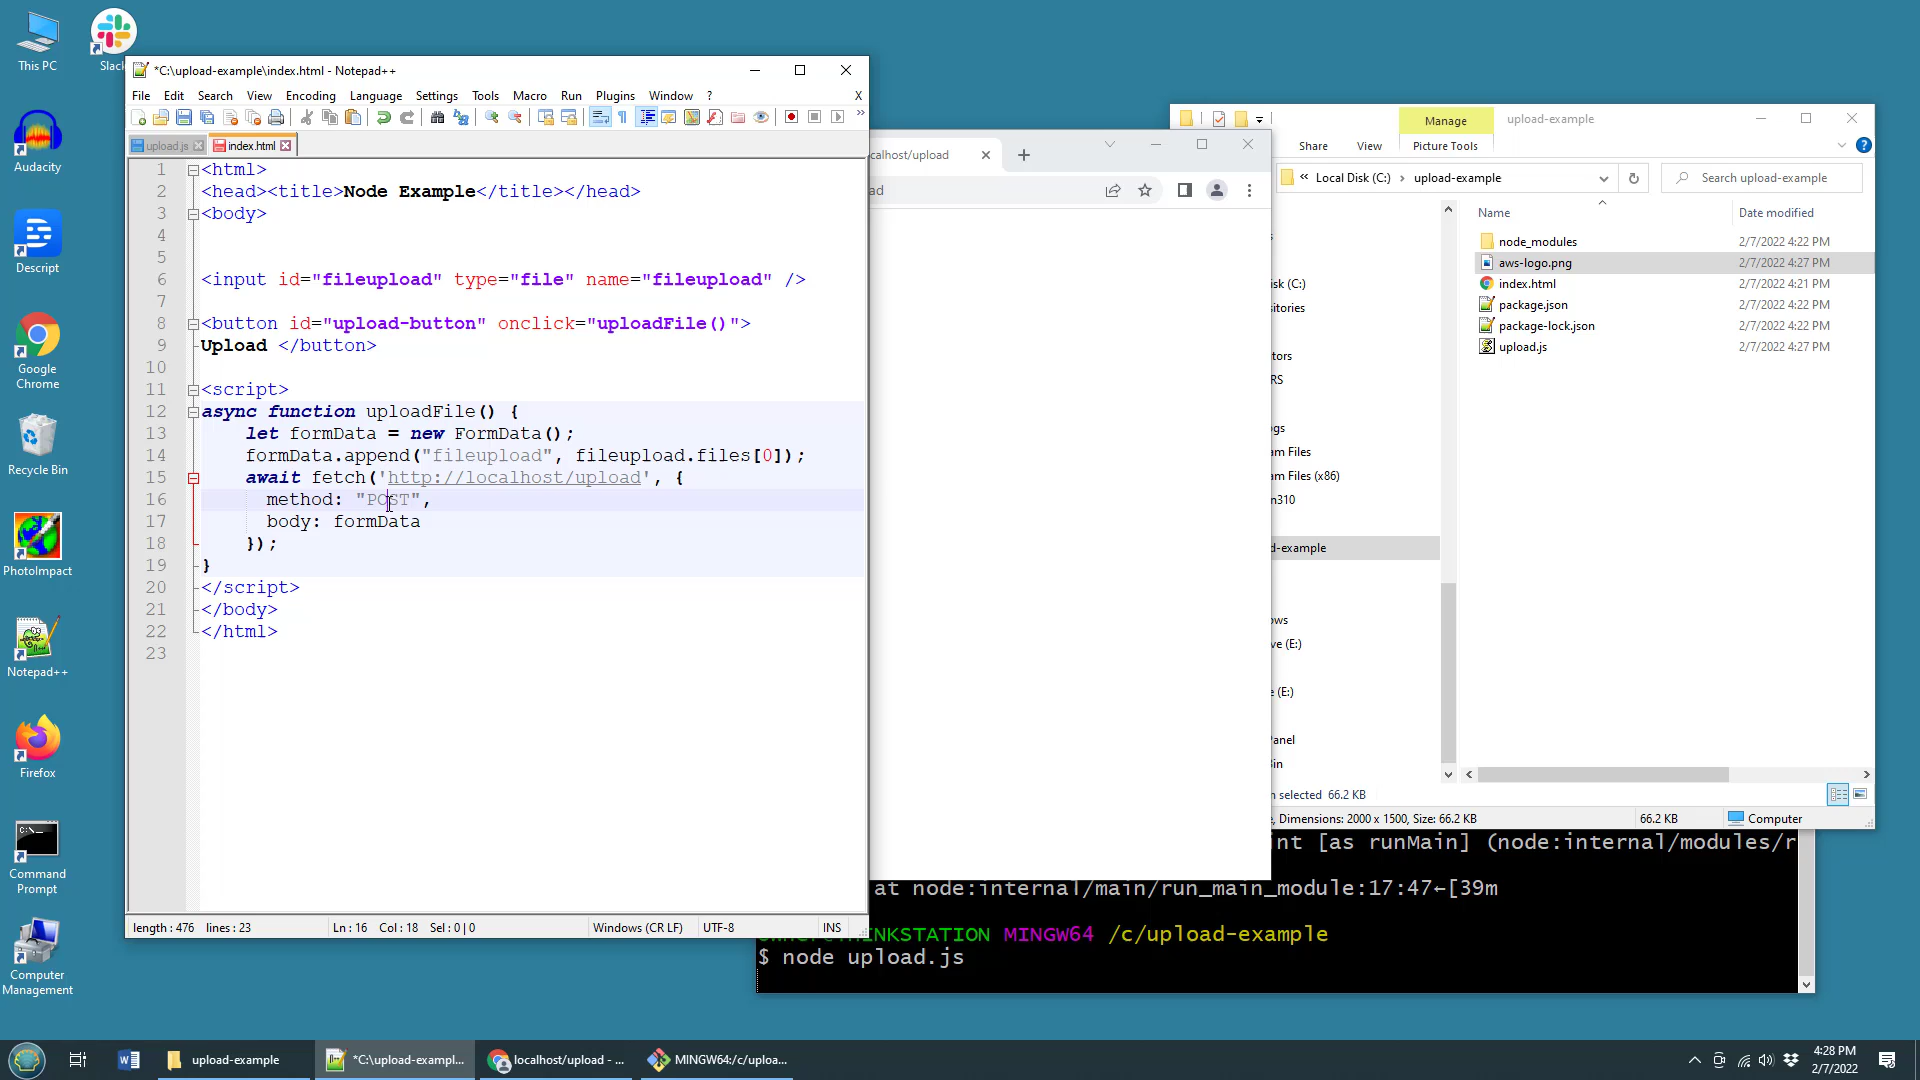 This PC
Slack
Audacity
Descript
Google
Chrome
Recycle Bin
PhotoImpact
Notepad++
Firefox
Command
Prompt
Computer
Management
*C:\upload-example\index.html - Notepad++
File Edit Search View Encoding Language Settings Tools Macro Run Plugins Window ? X
upload.js index.html
1 <html>
2 <head><title>Node Example</title></head>
3 <body>
4
5
6 <input id="fileupload" type="file" name="fileupload" />
7
8 <button id="upload-button" onclick="uploadFile()">
9 Upload </button>
10
11 <script>
12 async function uploadFile() {
13 let formData = new FormData();
14 formData.append("fileupload", fileupload.files[0]);
15 await fetch('http://localhost/upload', {
16 method: "POST",
17 body: formData
18 });
19 }
20 </script>
21 </body>
22 </html>
23
length : 476 lines : 23 Ln : 16 Col : 18 Sel : 0 | 0 Windows (CR LF) UTF-8 INS
calhost/upload
ad
Manage upload-example
Share View Picture Tools
« Local Disk (C:) › upload-example Search upload-example
Name Date modified
node_modules 2/7/2022 4:22 PM
aws-logo.png 2/7/2022 4:27 PM
index.html 2/7/2022 4:21 PM
package.json 2/7/2022 4:22 PM
package-lock.json 2/7/2022 4:22 PM
upload.js 2/7/2022 4:27 PM
sk (C:)
sitories
tors
RS
gs
am Files
am Files (x86)
n310
d-example
ows
ve (E:)
e (E:)
Panel
Bin
selected 66.2 KB
, Dimensions: 2000 x 1500, Size: 66.2 KB 66.2 KB Computer
int [as runMain] (node:internal/modules/r
at node:internal/main/run_main_module:17:47←[39m
INKSTATION MINGW64 /c/upload-example
$ node upload.js
upload-example
*C:\upload-exampl...
localhost/upload - ...
MINGW64:/c/uploa...
4:28 PM
2/7/2022